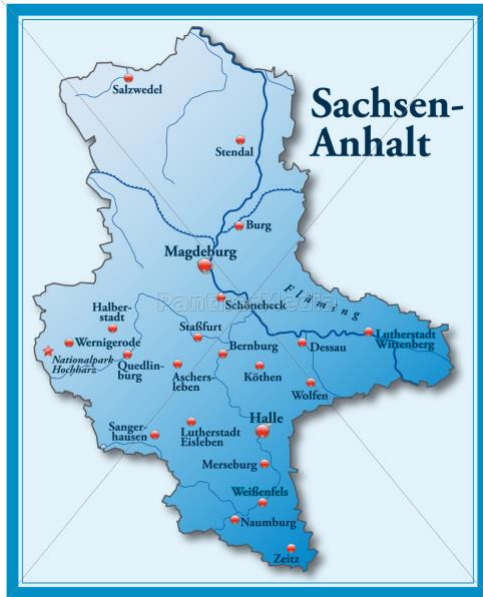 Sachsen-
Anhalt
Salzwedel
Stendal
Burg
Magdeburg
Schönebeck
Fläming
Halber-
stadt
Wernigerode
Nationalpark
Hochharz
Quedlin-
burg
Staßfurt
Bernburg
Aschers-
leben
Köthen
Dessau
Lutherstadt
Wittenberg
Wolfen
Halle
Sanger-
hausen
Lutherstadt
Eisleben
Merseburg
Weißenfels
Naumburg
Zeitz